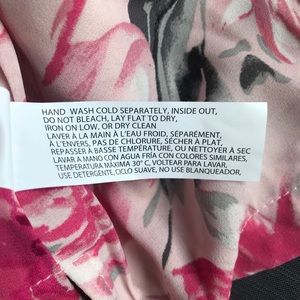 HAND WASH COLD SEPARATELY, INSIDE OUT,
DO NOT BLEACH, LAY FLAT TO DRY,
IRON ON LOW, OR DRY CLEAN
LAVER À LA MAIN À L'EAU FROID, SÉPARÉMENT,
À L'ENVERS, PAS DE CHLORURE, SÉCHER À PLAT,
REPASSER À BASSE TEMPÉRATURE, OU NETTOYER À SEC
LAVAR A MANO CON AGUA FRIA CON COLORES SIMILARES,
TEMPERATURA MÁXIMA 30° C, VOLTEAR PARA LAVAR.
USE DETERGENTE, CICLO SUAVE, NO USE BLANQUEADOR,